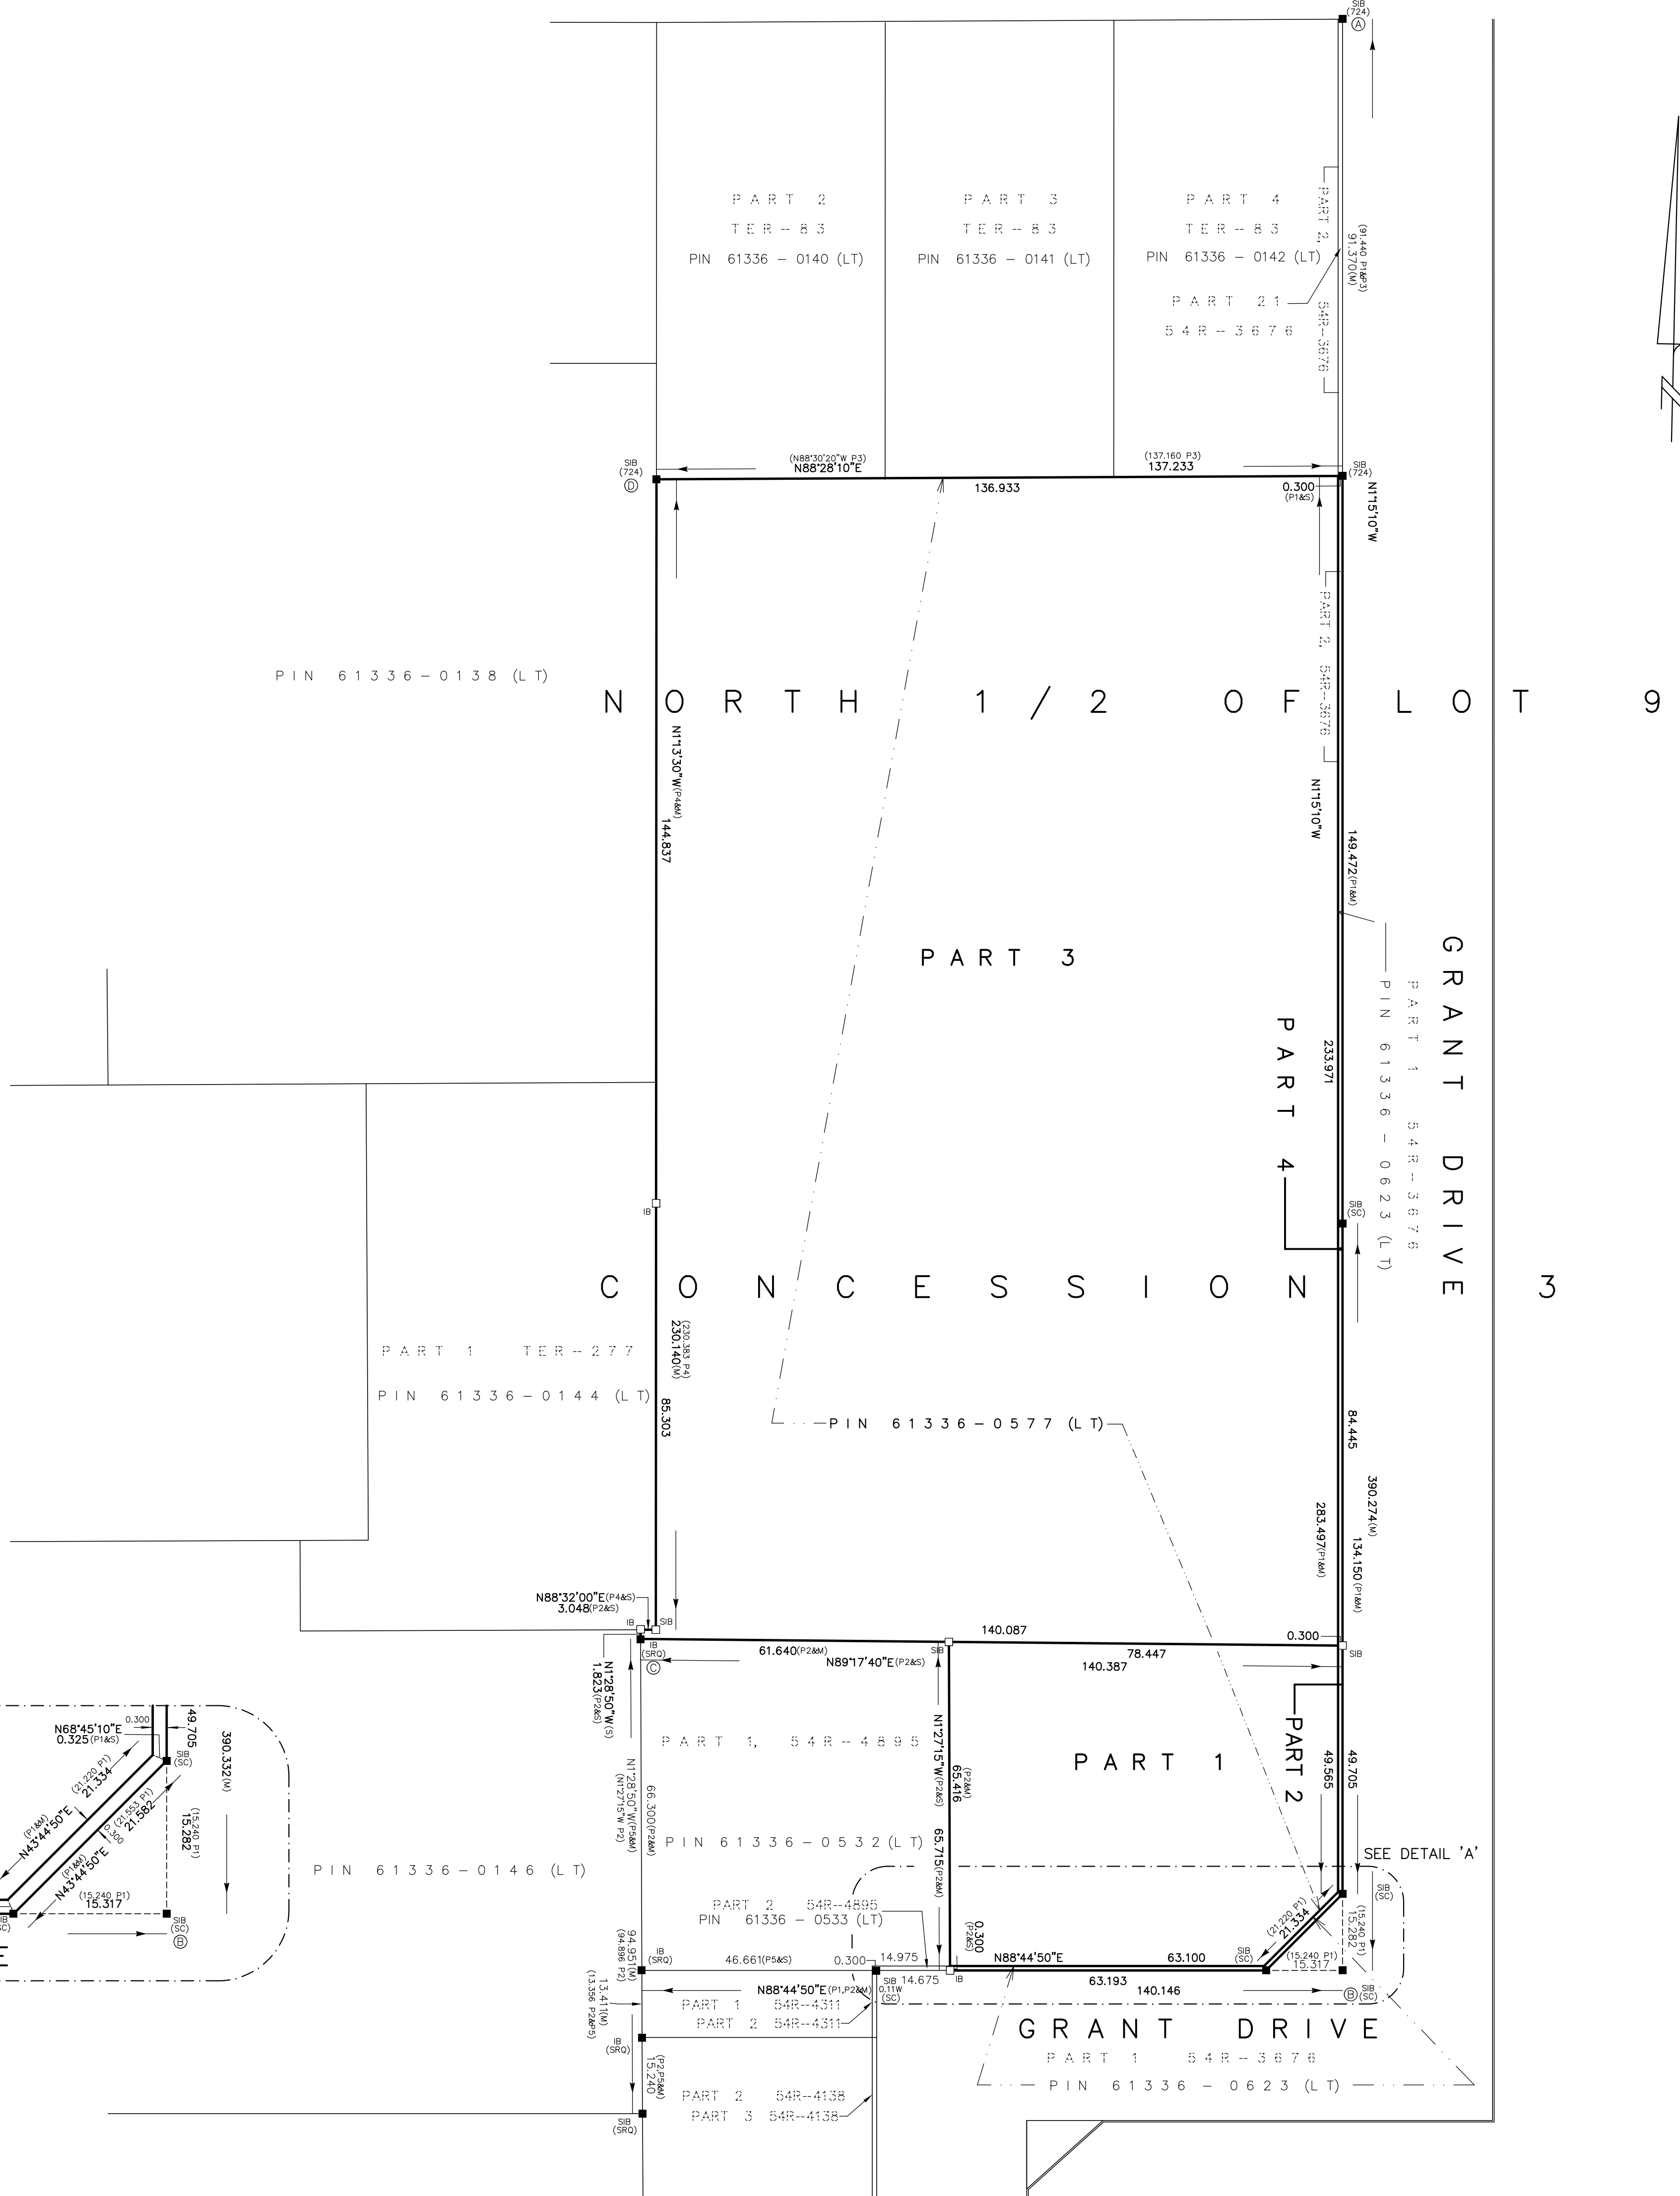 SIB
(724)
A
PART 2
TER-83
PIN 61336 - 0140 (LT)
PART 3
TER-83
PIN 61336 - 0141 (LT)
PART 4
TER-83
PIN 61336 - 0142 (LT)
PART 21
54R-3676
PART 2, 54R-3676
(91.440 P1&P3)
91.370(M)
SIB
(724)
D
(N88°30'20"W P3)
N88°28'10"E
(137.160 P3)
137.233
SIB
(724)
136.933
0.300
(P1&S)
N1°15'10"W
PART 2, 54R-3676
PIN 61336-0138 (LT)
NORTH 1/2 OF LOT 9
N1°13'30"W(P4&M)
144.837
N1°15'10"W
149.472(P1&M)
PART 3
PART 4
233.971
PIN 61336 - 0623 (LT)
PART 1 54R-3676
GRANT DRIVE
IB
SIB
(SC)
CONCESSION 3
PART 1 TER-277
PIN 61336-0144 (LT)
(230.383 P4)
230.140(M)
85.303
PIN 61336-0577 (LT)
84.445
390.274(M)
283.497(P1&M)
134.150(P1&M)
N88°32'00"E(P4&S)
3.048(P2&S)
IB
SIB
IB
(SRQ)
C
61.640(P2&M)
N89°17'40"E(P2&S)
SIB
140.087
78.447
140.387
0.300
SIB
N1°28'50"W(S)
1.823(P2&S)
N1°28'50"W(P5&M)
(N1°27'15"W P2)
66.300(P2&M)
PART 1, 54R-4895
N1°27'15"W(P2&S)
(P2&M)
65.416
65.715(P2&M)
PART 1
PART 2
49.565
49.705
PIN 61336-0532(LT)
PIN 61336-0146 (LT)
SEE DETAIL 'A'
0.300
N68°45'10"E
0.325(P1&S)
49.705
390.332(M)
SIB
(SC)
(21.220 P1)
21.334
(P1&M)
N43°44'50"E
(21.553 P1)
21.582
0.300
(P1&M)
N43°44'50"E
(15.240 P1)
15.282
(15.240 P1)
15.317
SIB
(SC)
B
PART 2 54R-4895
PIN 61336 - 0533 (LT)
94.951(M)
(94.896 P2)
IB
(SRQ)
46.661(P5&S)
0.300
14.975
14.675
SIB
0.11W
(SC)
IB
0.300
(P2&S)
N88°44'50"E
63.100
63.193
SIB
(SC)
(21.220 P1)
21.334
(15.240 P1)
15.317
(15.240 P1)
15.282
SIB
(SC)
140.146
B
SIB
(SC)
N88°44'50"E(P1,P2&M)
13.411(M)
(13.356 P2&P5)
PART 1 54R-4311
PART 2 54R-4311
IB
(SRQ)
(P2,P5&M)
15.240
PART 2 54R-4138
PART 3 54R-4138
SIB
(SRQ)
GRANT DRIVE
PART 1 54R-3676
PIN 61336 - 0623 (LT)